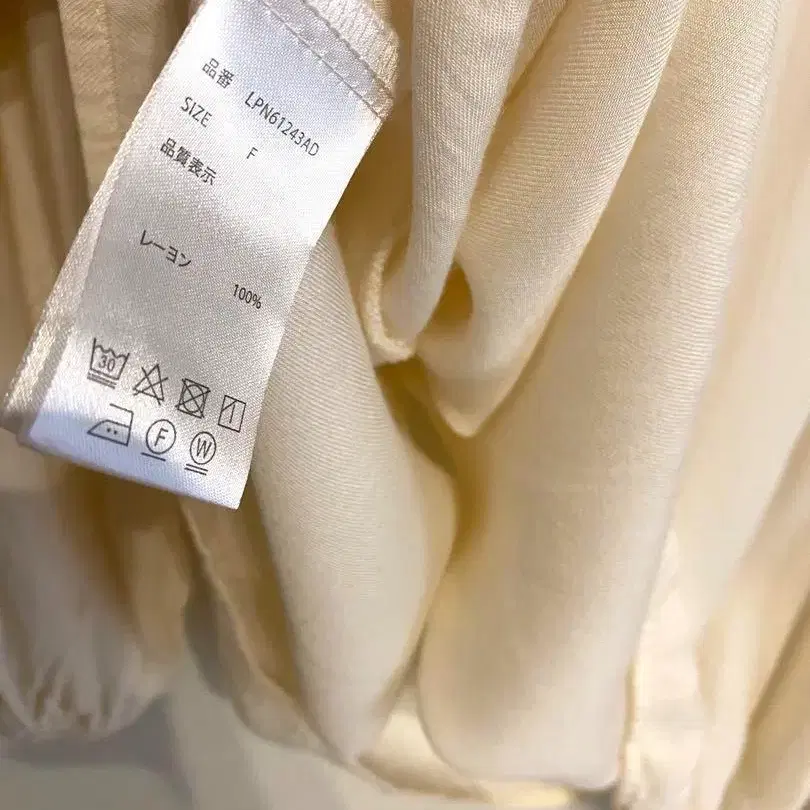 品番 LPN61243AD
SIZE F
品質表示
レーヨン 100%
30
F W